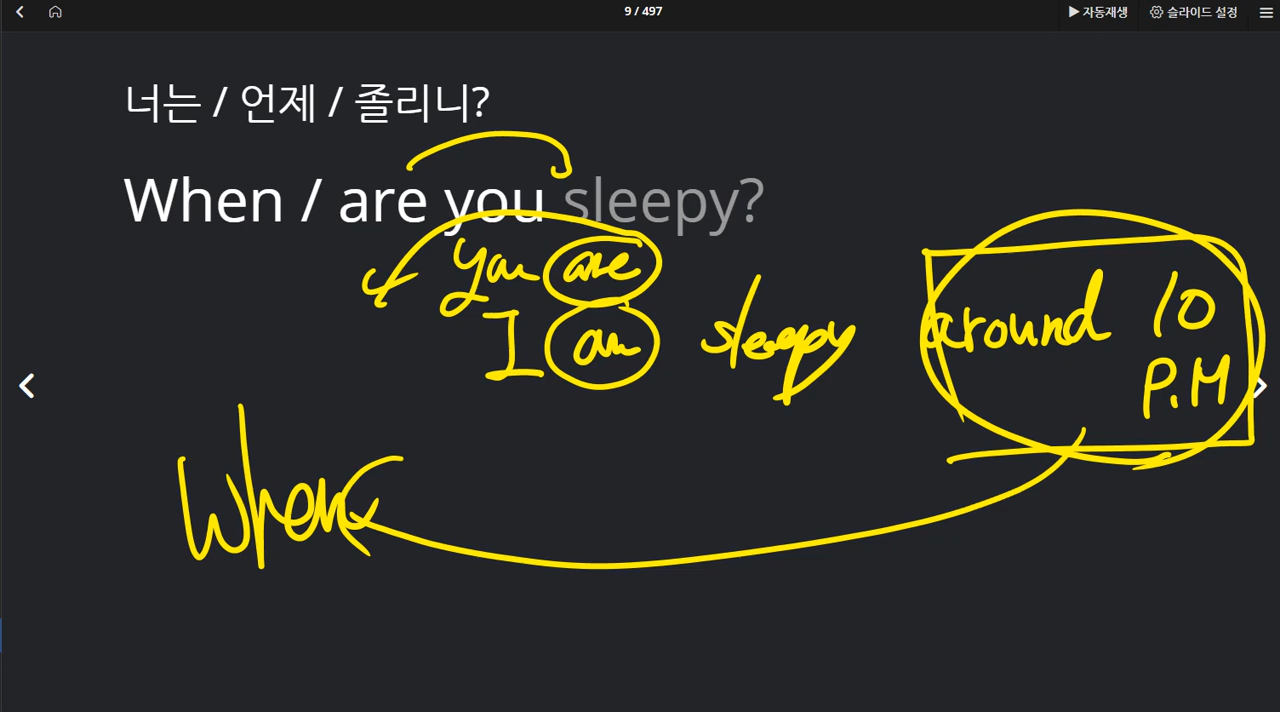 9 / 497
자동재생
슬라이드 설정
너는 / 언제 / 졸리니?
When / are you sleepy?
you are
I am sleepy around 10
P.M
When